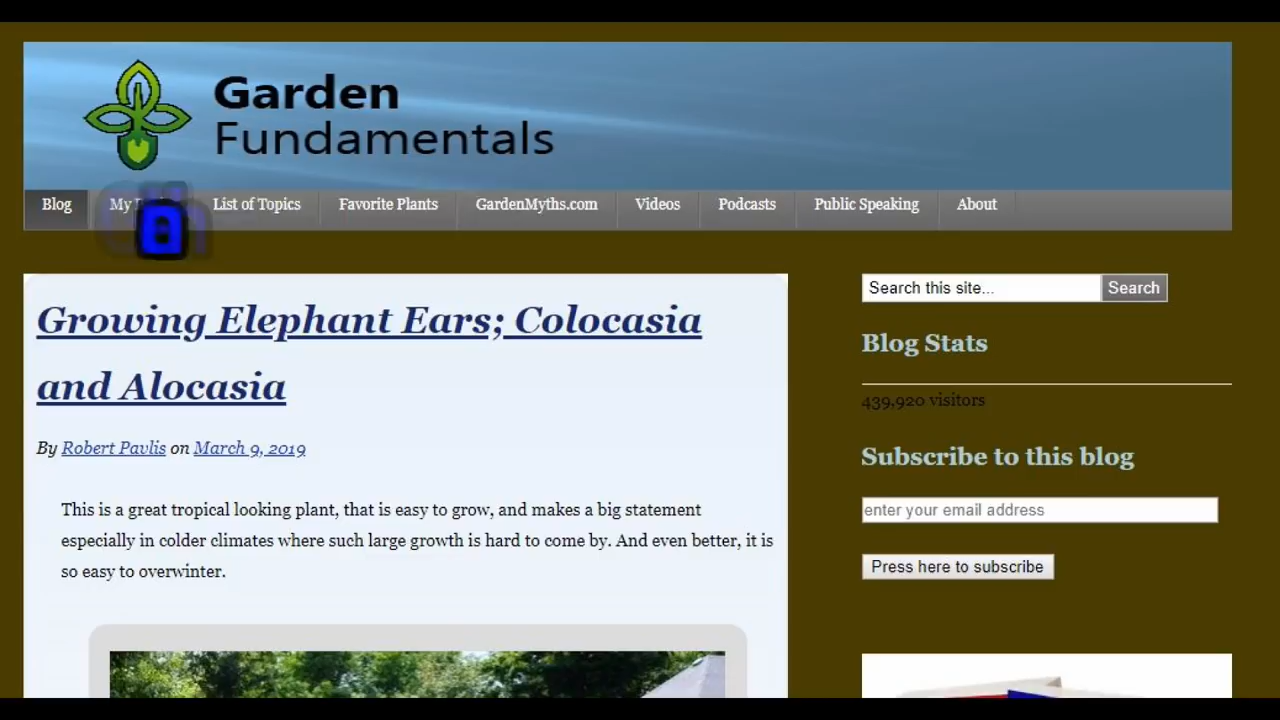 Garden
Fundamentals
Blog
My
List of Topics
Favorite Plants
GardenMyths.com
Videos
Podcasts
Public Speaking
About
Growing Elephant Ears; Colocasia
and Alocasia
By Robert Pavlis on March 9, 2019
This is a great tropical looking plant, that is easy to grow, and makes a big statement
especially in colder climates where such large growth is hard to come by. And even better, it is
so easy to overwinter.
Search this site...
Search
Blog Stats
439,920 visitors
Subscribe to this blog
enter your email address
Press here to subscribe